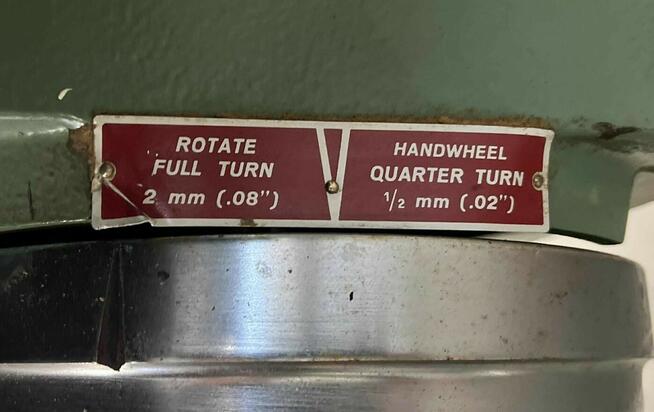 ROTATE
FULL TURN
2 mm (.08")
HANDWHEEL
QUARTER TURN
1/2 mm (.02")